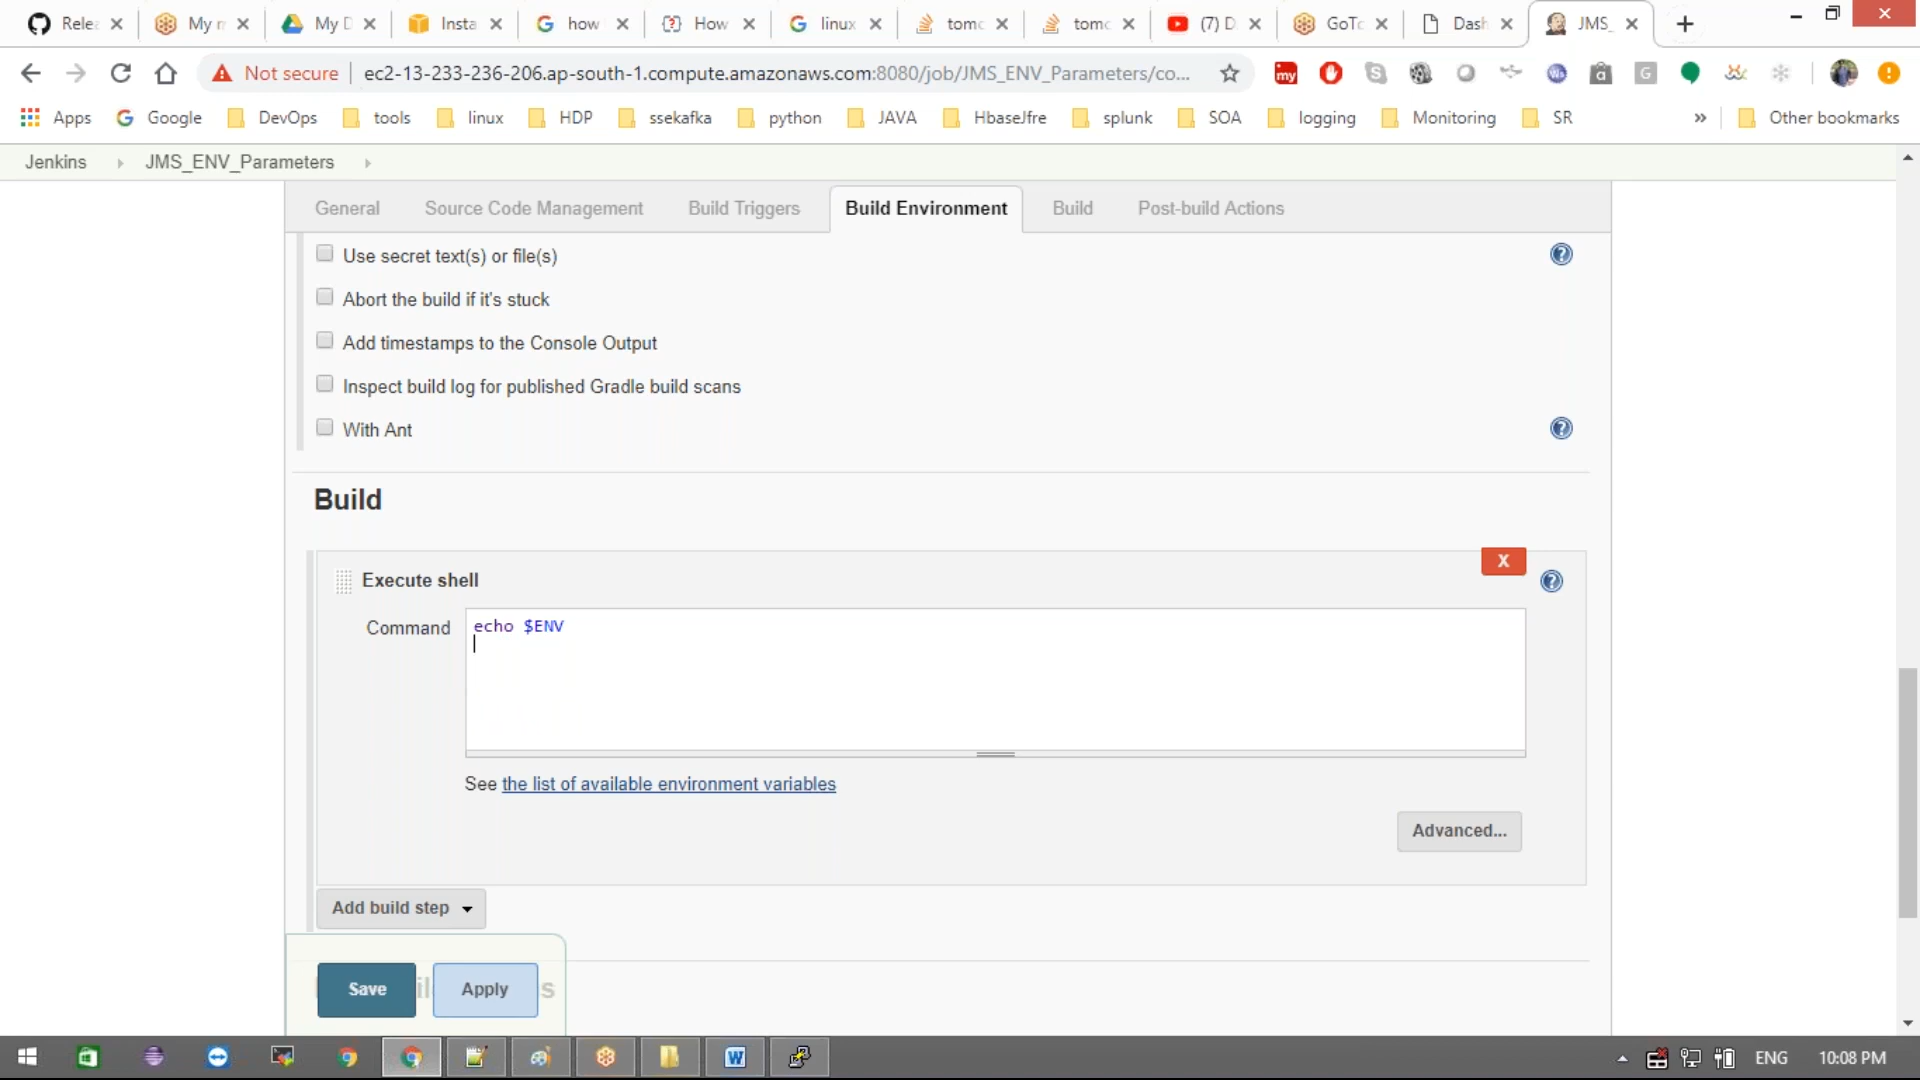 Rele
My m
My D
Insta
how
How
linux
tomc
tomc
(7) D
GoTo
Dash
JMS_
Not secure
ec2-13-233-236-206.ap-south-1.compute.amazonaws.com:8080/job/JMS_ENV_Parameters/co...
Apps
Google
DevOps
tools
linux
HDP
ssekafka
python
JAVA
HbaseJfre
splunk
SOA
logging
Monitoring
SR
»
Other bookmarks
Jenkins
JMS_ENV_Parameters
General
Source Code Management
Build Triggers
Build Environment
Build
Post-build Actions
Use secret text(s) or file(s)
Abort the build if it's stuck
Add timestamps to the Console Output
Inspect build log for published Gradle build scans
With Ant
Build
X
Execute shell
Command
echo $ENV
See the list of available environment variables
Advanced...
Add build step
Save
Apply
ENG
10:08 PM